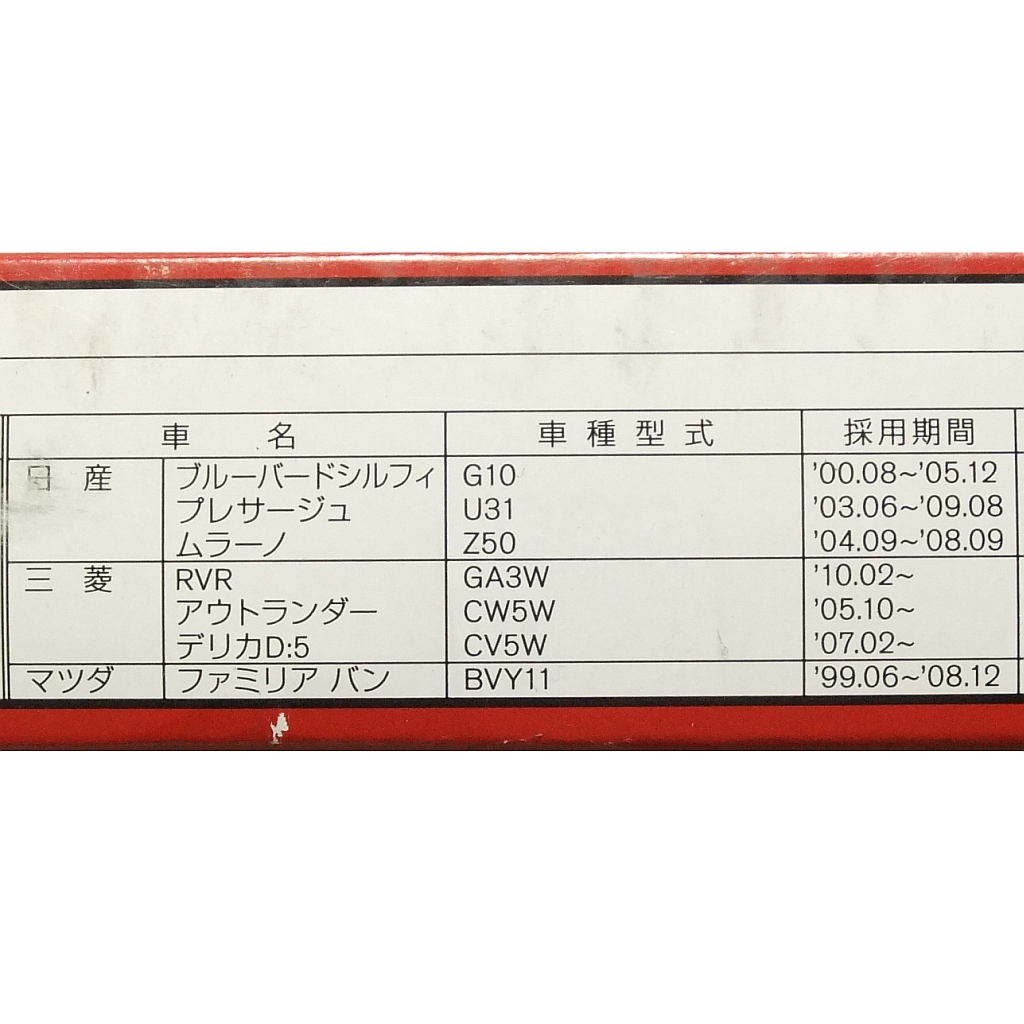 車名 車種型式 採用期間
日産 ブルーバードシルフィ G10 '00.08~'05.12
プレサージュ U31 '03.06~'09.08
ムラーノ Z50 '04.09~'08.09
三菱 RVR GA3W '10.02~
アウトランダー CW5W '05.10~
デリカD:5 CV5W '07.02~
マツダ ファミリア バン BVY11 '99.06~'08.12